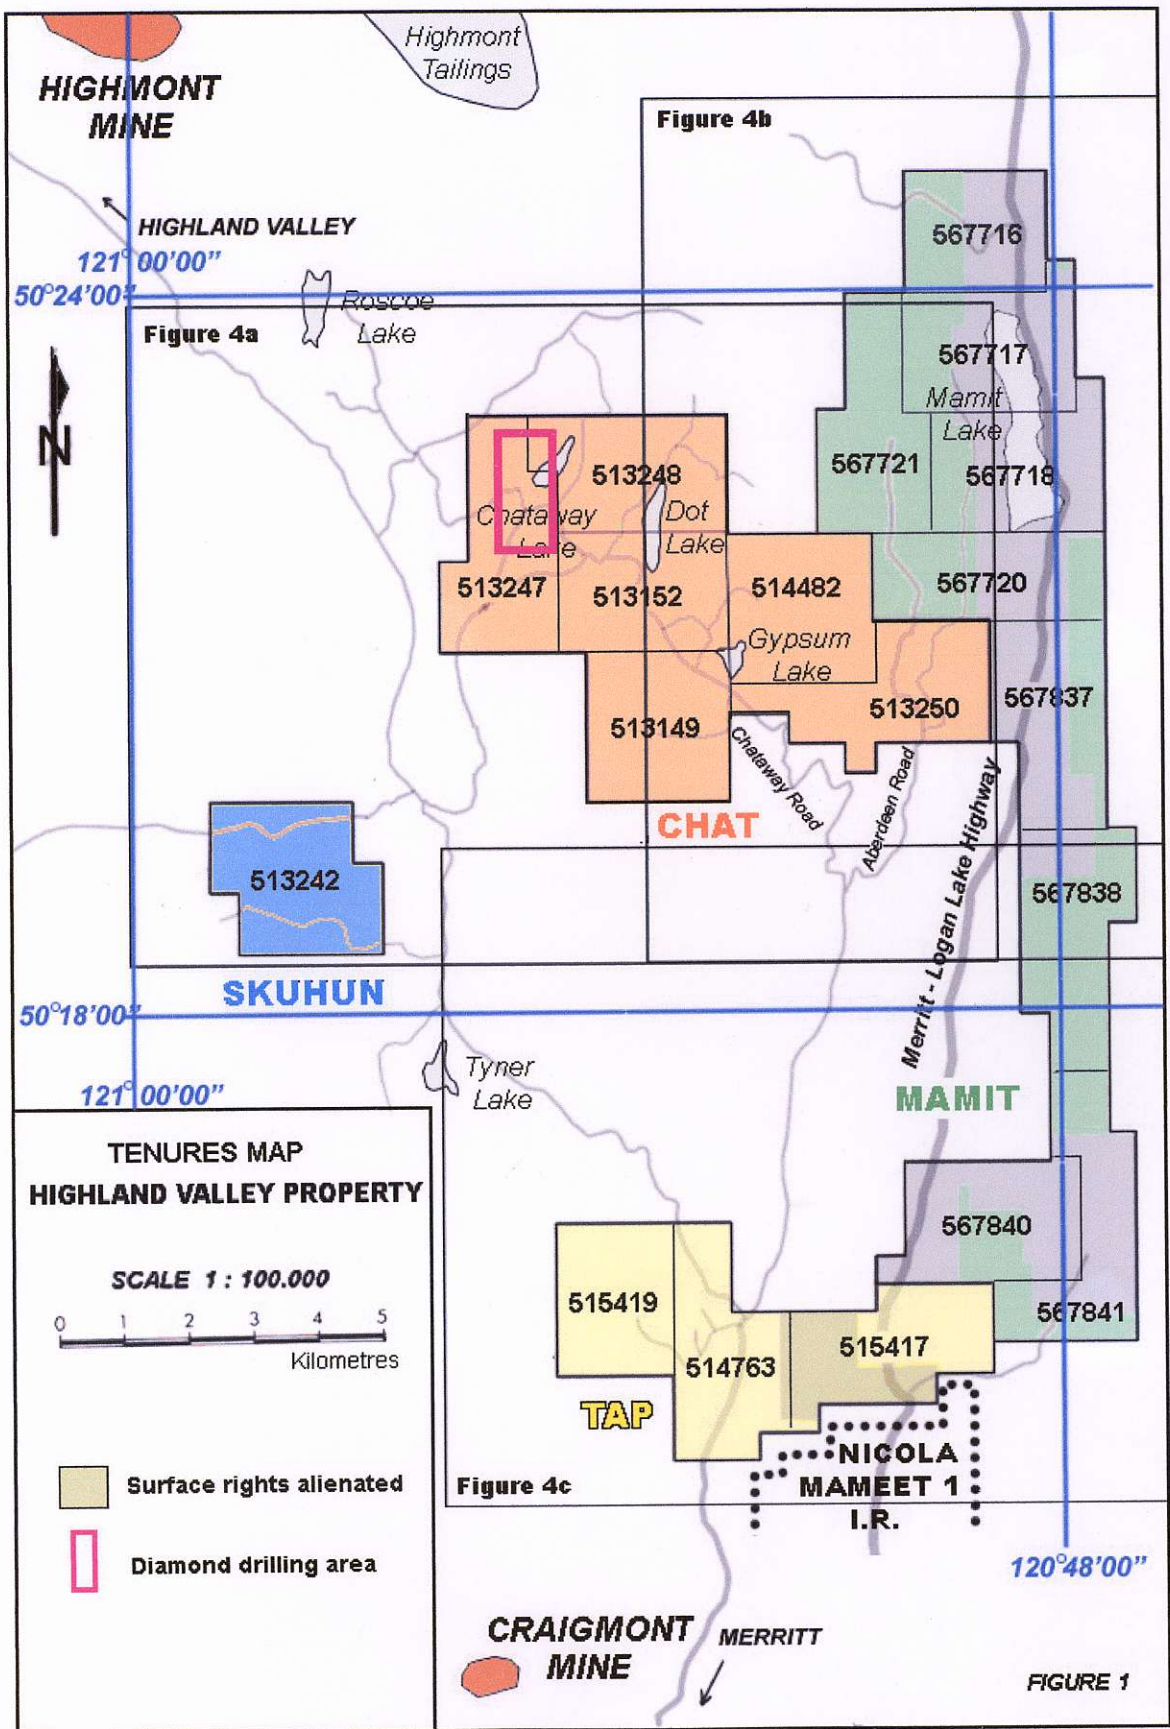 Highmont
Tailings
HIGHMONT
MINE
Figure 4b
HIGHLAND VALLEY
121°00'00"
50°24'00"
567716
Roscoe
Lake
Figure 4a
567717
Mamit
Lake
N
513248
567721
567718
Chataway
Lake
Dot
Lake
513247
513152
514482
567720
Gypsum
Lake
513149
513250
567837
Chataway Road
Aberdeen Road
Merritt - Logan Lake Highway
CHAT
513242
567838
SKUHUN
50°18'00"
Tyner
Lake
121°00'00"
MAMIT
TENURES MAP
HIGHLAND VALLEY PROPERTY
SCALE 1 : 100.000
0 1 2 3 4 5
Kilometres
567840
515419
567841
514763
515417
TAP
NICOLA
MAMEET 1
I.R.
Surface rights alienated
Diamond drilling area
Figure 4c
120°48'00"
CRAIGMONT
MINE
MERRITT
FIGURE 1